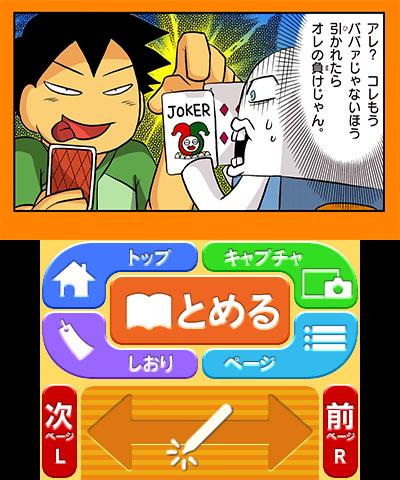 アレ? コレもう
ババァじゃないほう
引かれたら
オレの負けじゃん。
JOKER
トップ
キャプチャ
とめる
しおり
ページ
次
ページ
L
前
ページ
R